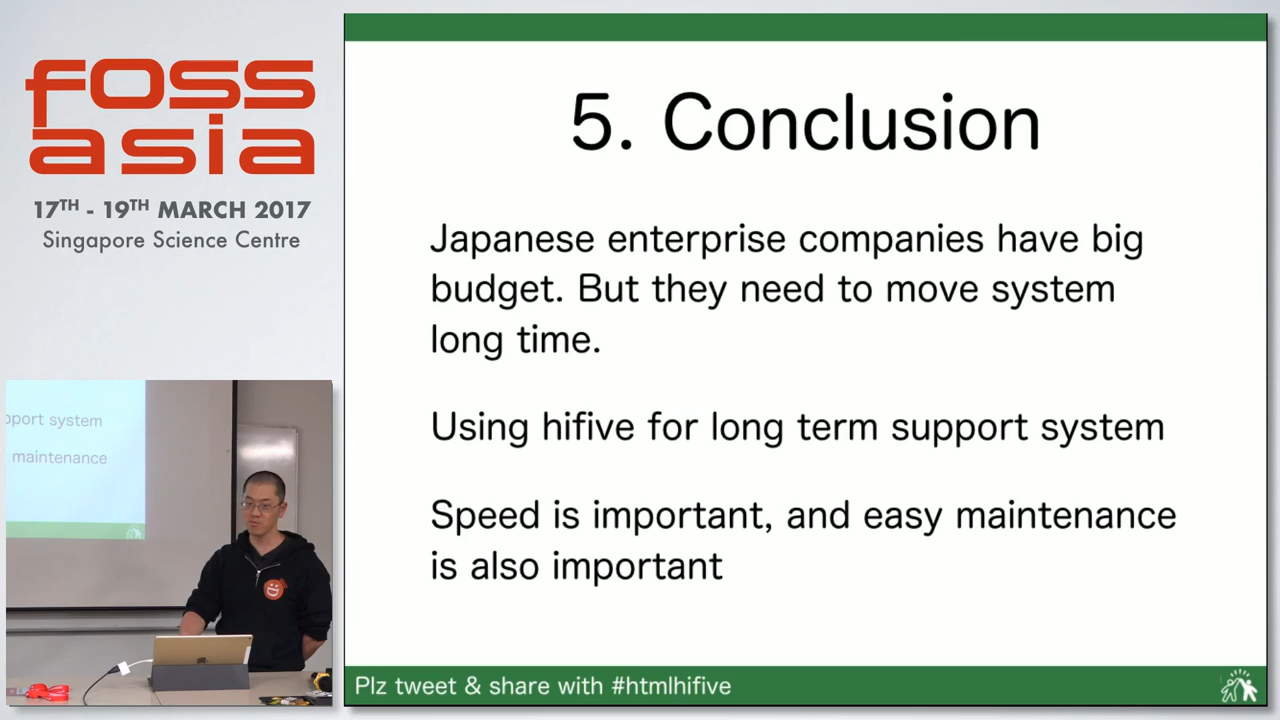 foss
asia
17TH - 19TH MARCH 2017
Singapore Science Centre
5. Conclusion
Japanese enterprise companies have big
budget. But they need to move system
long time.
Using hifive for long term support system
Speed is important, and easy maintenance
is also important
Plz tweet & share with #htmlhifive
pport system
maintenance